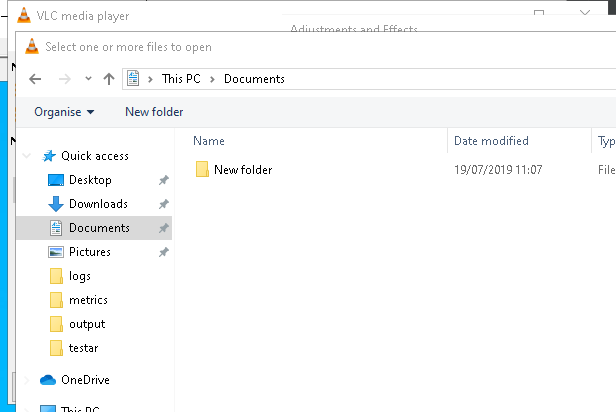 VLC media player
Adjustments and Effects
Select one or more files to open
This PC > Documents
Organise New folder
Name Date modified Typ
Quick access
New folder 19/07/2019 11:07 File
Desktop
Downloads
Documents
Pictures
logs
metrics
output
testar
OneDrive
This PC